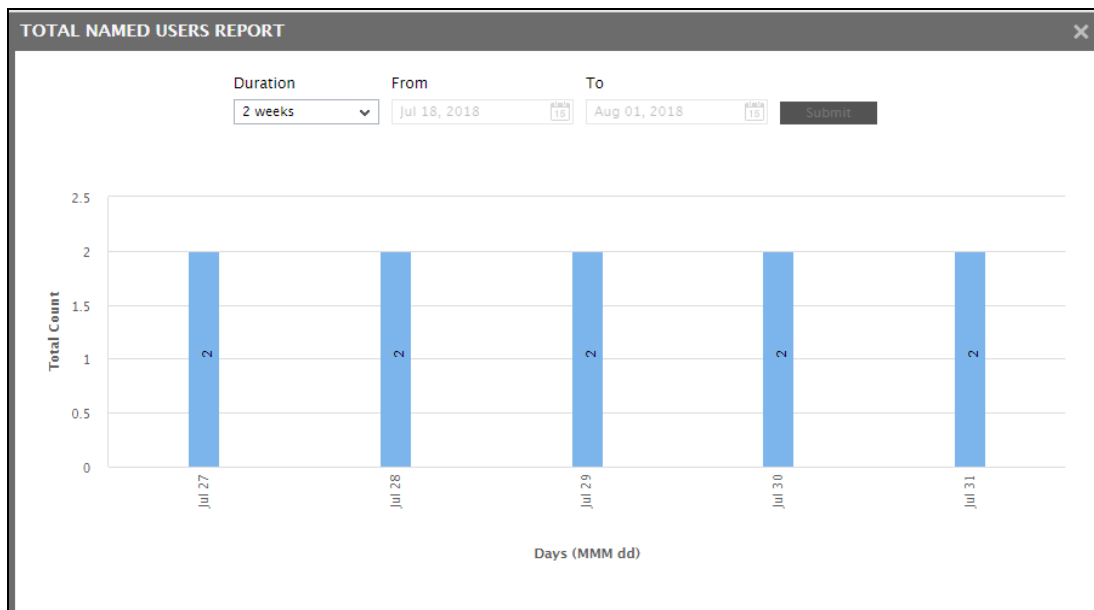 TOTAL NAMED USERS REPORT
Duration From To
2 weeks Jul 18, 2018 15 Aug 01, 2018 15 Submit
2.5
2
1.5
1
0.5
0
Total Count
2 2 2 2 2
Jul 27 Jul 28 Jul 29 Jul 30 Jul 31
Days (MMM dd)